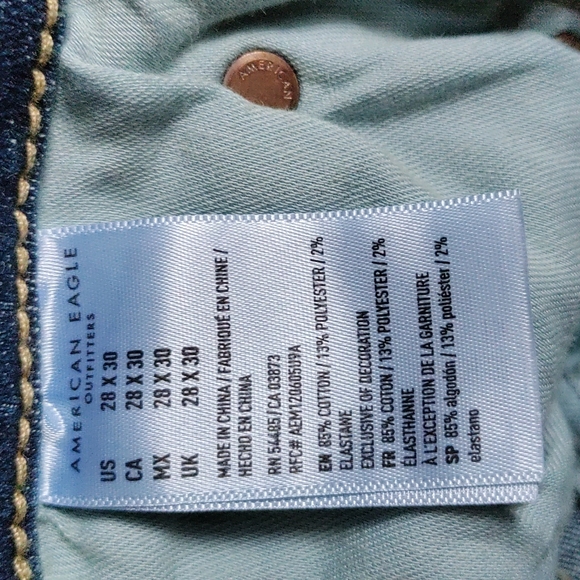 AMERICAN
AMERICAN EAGLE
OUTFITTERS
US 28 X 30
CA 28 X 30
MX 28 X 30
UK 28 X 30
MADE IN CHINA / FABRIQUÉ EN CHINE /
HECHO EN CHINA
RN 54485/CA 03873
RFC# AEM120605U9A
EN 85% COTTON / 13% POLYESTER / 2%
ELASTANE
EXCLUSIVE OF DECORATION
FR 85% COTON / 13% POLYESTER / 2%
ÉLASTHANNE
À L'EXCEPTION DE LA GARNITURE
SP 85% algodón / 13% poliéster / 2%
elastano